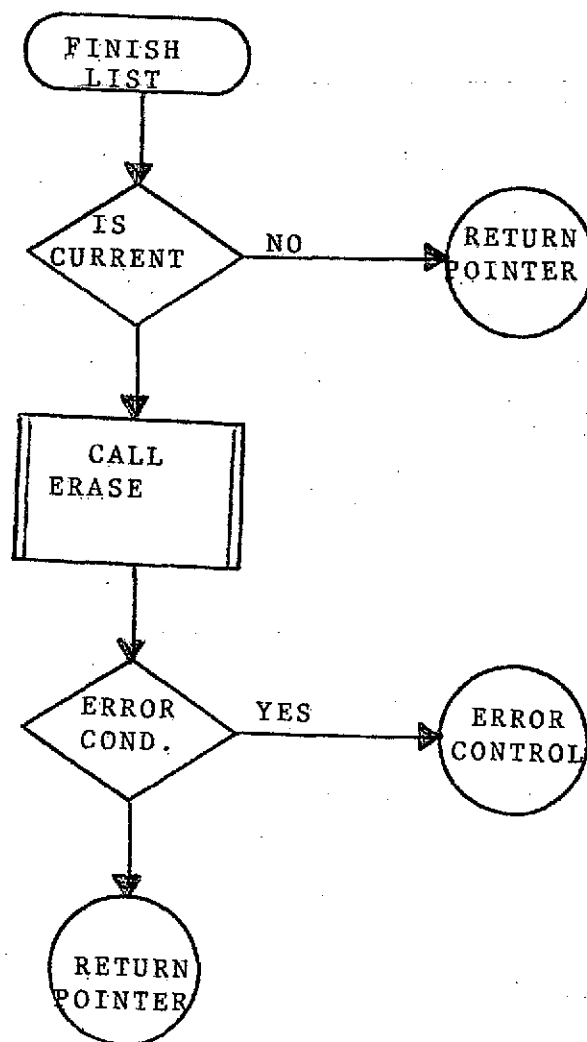 FINISH
LIST
IS
CURRENT
NO
RETURN
POINTER
CALL
ERASE
ERROR
COND.
YES
ERROR
CONTROL
RETURN
POINTER